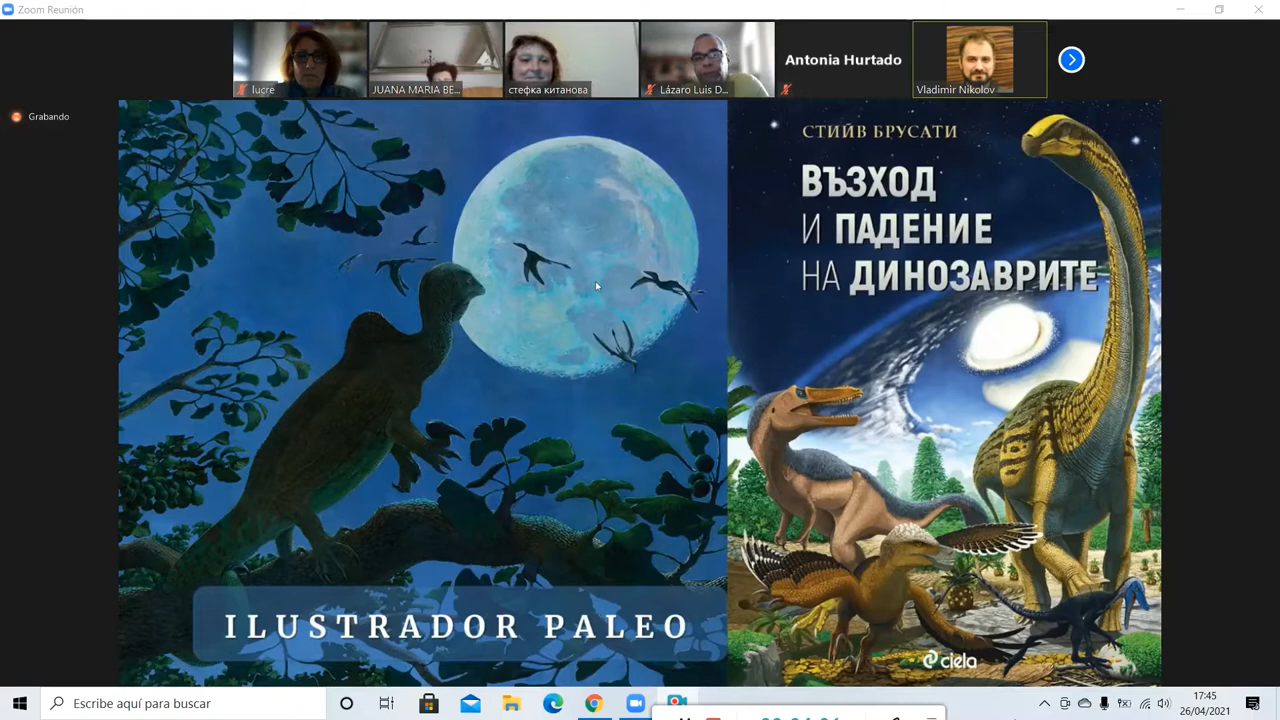 Zoom Reunión
lucre
JUANA MARIA BE...
стефка китанова
Lázaro Luis D...
Antonia Hurtado
Vladimir Nikolov
Grabando
СТИЙВ БРУСАТИ
ВЪЗХОД
И ПАДЕНИЕ
НА ДИНОЗАВРИТЕ
ILUSTRADOR PALEO
ciela
Escribe aquí para buscar
17:45
26/04/2021